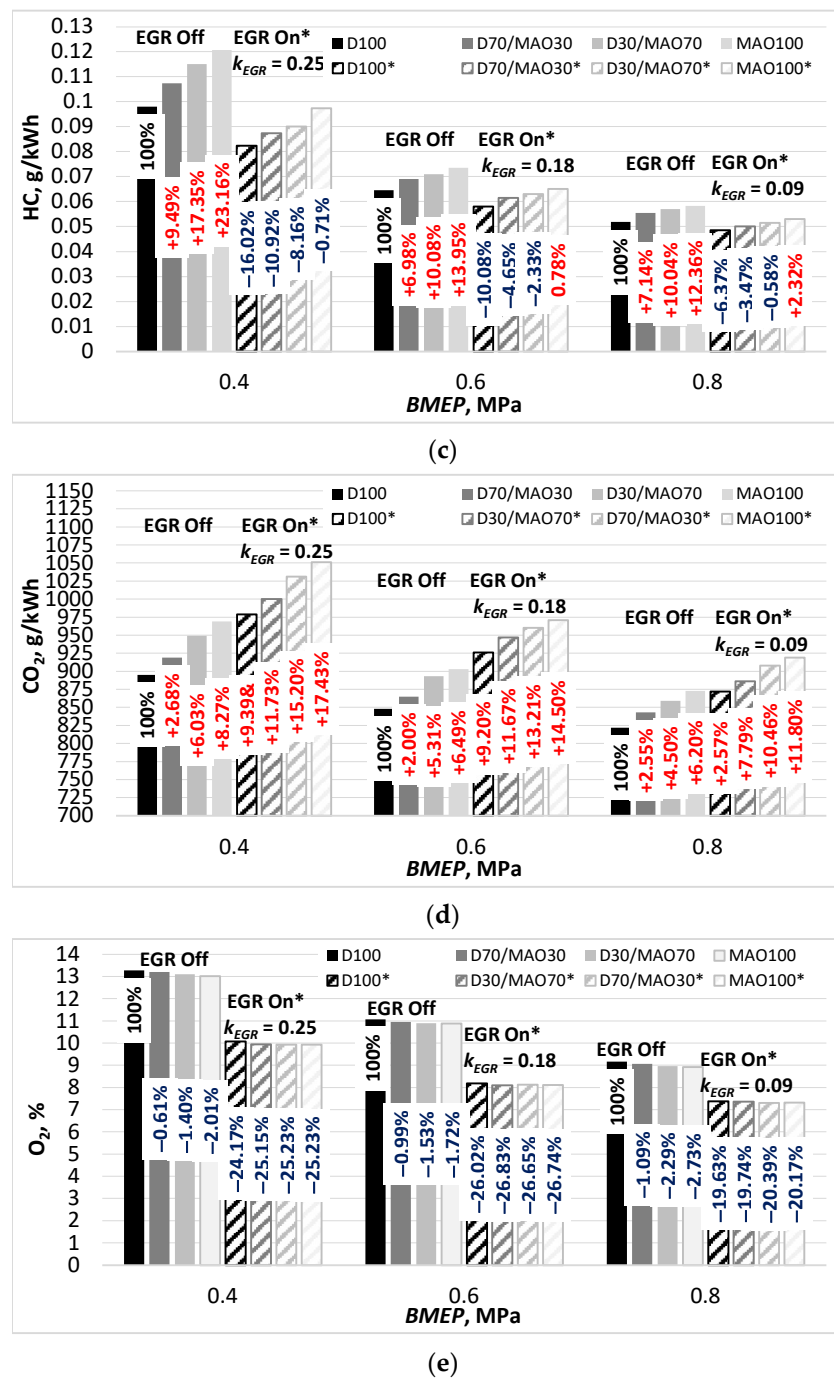 0.13
0.12
0.11
0.1
0.09
0.08
0.07
0.06
0.05
0.04
0.03
0.02
0.01
0
HC, g/kWh
EGR Off
EGR On*
k_EGR = 0.25
D100
D70/MAO30
D30/MAO70
MAO100
D100*
D70/MAO30*
D30/MAO70*
MAO100*
EGR Off
EGR On*
k_EGR = 0.18
EGR Off
EGR On*
k_EGR = 0.09
100%
+9.49%
+17.35%
+23.16%
−16.02%
−10.92%
−8.16%
−0.71%
100%
+6.98%
+10.08%
+13.95%
−10.08%
−4.65%
−2.33%
0.78%
100%
+7.14%
+10.04%
+12.36%
−6.37%
−3.47%
−0.58%
+2.32%
0.4
0.6
0.8
BMEP, MPa
(c)
1150
1125
1100
1075
1050
1025
1000
975
950
925
900
875
850
825
800
775
750
725
700
CO₂, g/kWh
EGR Off
EGR On*
k_EGR = 0.25
D100
D70/MAO30
D30/MAO70
MAO100
D100*
D30/MAO70*
D70/MAO30*
MAO100*
EGR Off
EGR On*
k_EGR = 0.18
EGR Off
EGR On*
k_EGR = 0.09
100%
+2.68%
+6.03%
+8.27%
+9.39&
+11.73%
+15.20%
+17.43%
100%
+2.00%
+5.31%
+6.49%
+9.20%
+11.67%
+13.21%
+14.50%
100%
+2.55%
+4.50%
+6.20%
+2.57%
+7.79%
+10.46%
+11.80%
0.4
0.6
0.8
BMEP, MPa
(d)
14
13
12
11
10
9
8
7
6
5
4
3
2
1
0
O₂, %
EGR Off
EGR On*
k_EGR = 0.25
D100
D70/MAO30
D30/MAO70
MAO100
D100*
D30/MAO70*
D70/MAO30*
MAO100*
EGR Off
EGR On*
k_EGR = 0.18
EGR Off
EGR On*
k_EGR = 0.09
100%
−0.61%
−1.40%
−2.01%
−24.17%
−25.15%
−25.23%
−25.23%
100%
−0.99%
−1.53%
−1.72%
−26.02%
−26.83%
−26.65%
−26.74%
100%
−1.09%
−2.29%
−2.73%
−19.63%
−19.74%
−20.39%
−20.17%
0.4
0.6
0.8
BMEP, MPa
(e)